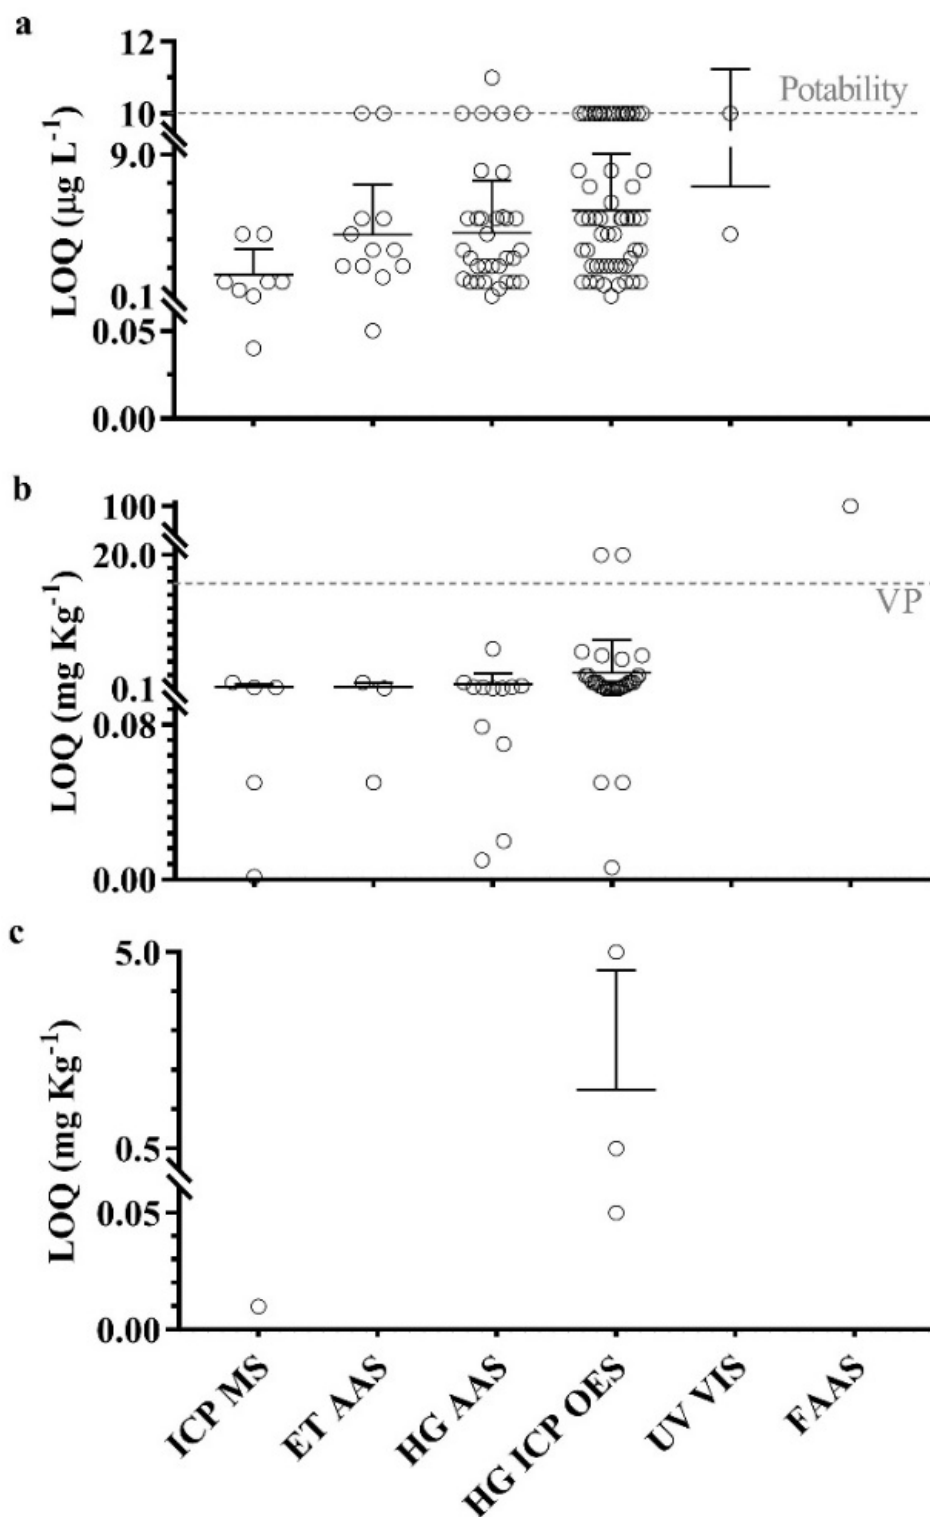 a
12
10
9.0
0.1
0.05
0.00
LOQ (µg L⁻¹)
Potability
b
100
20.0
0.1
0.08
0.00
LOQ (mg Kg⁻¹)
VP
c
5.0
0.5
0.05
0.00
LOQ (mg Kg⁻¹)
ICP MS
ET AAS
HG AAS
HG ICP OES
UV VIS
FAAS